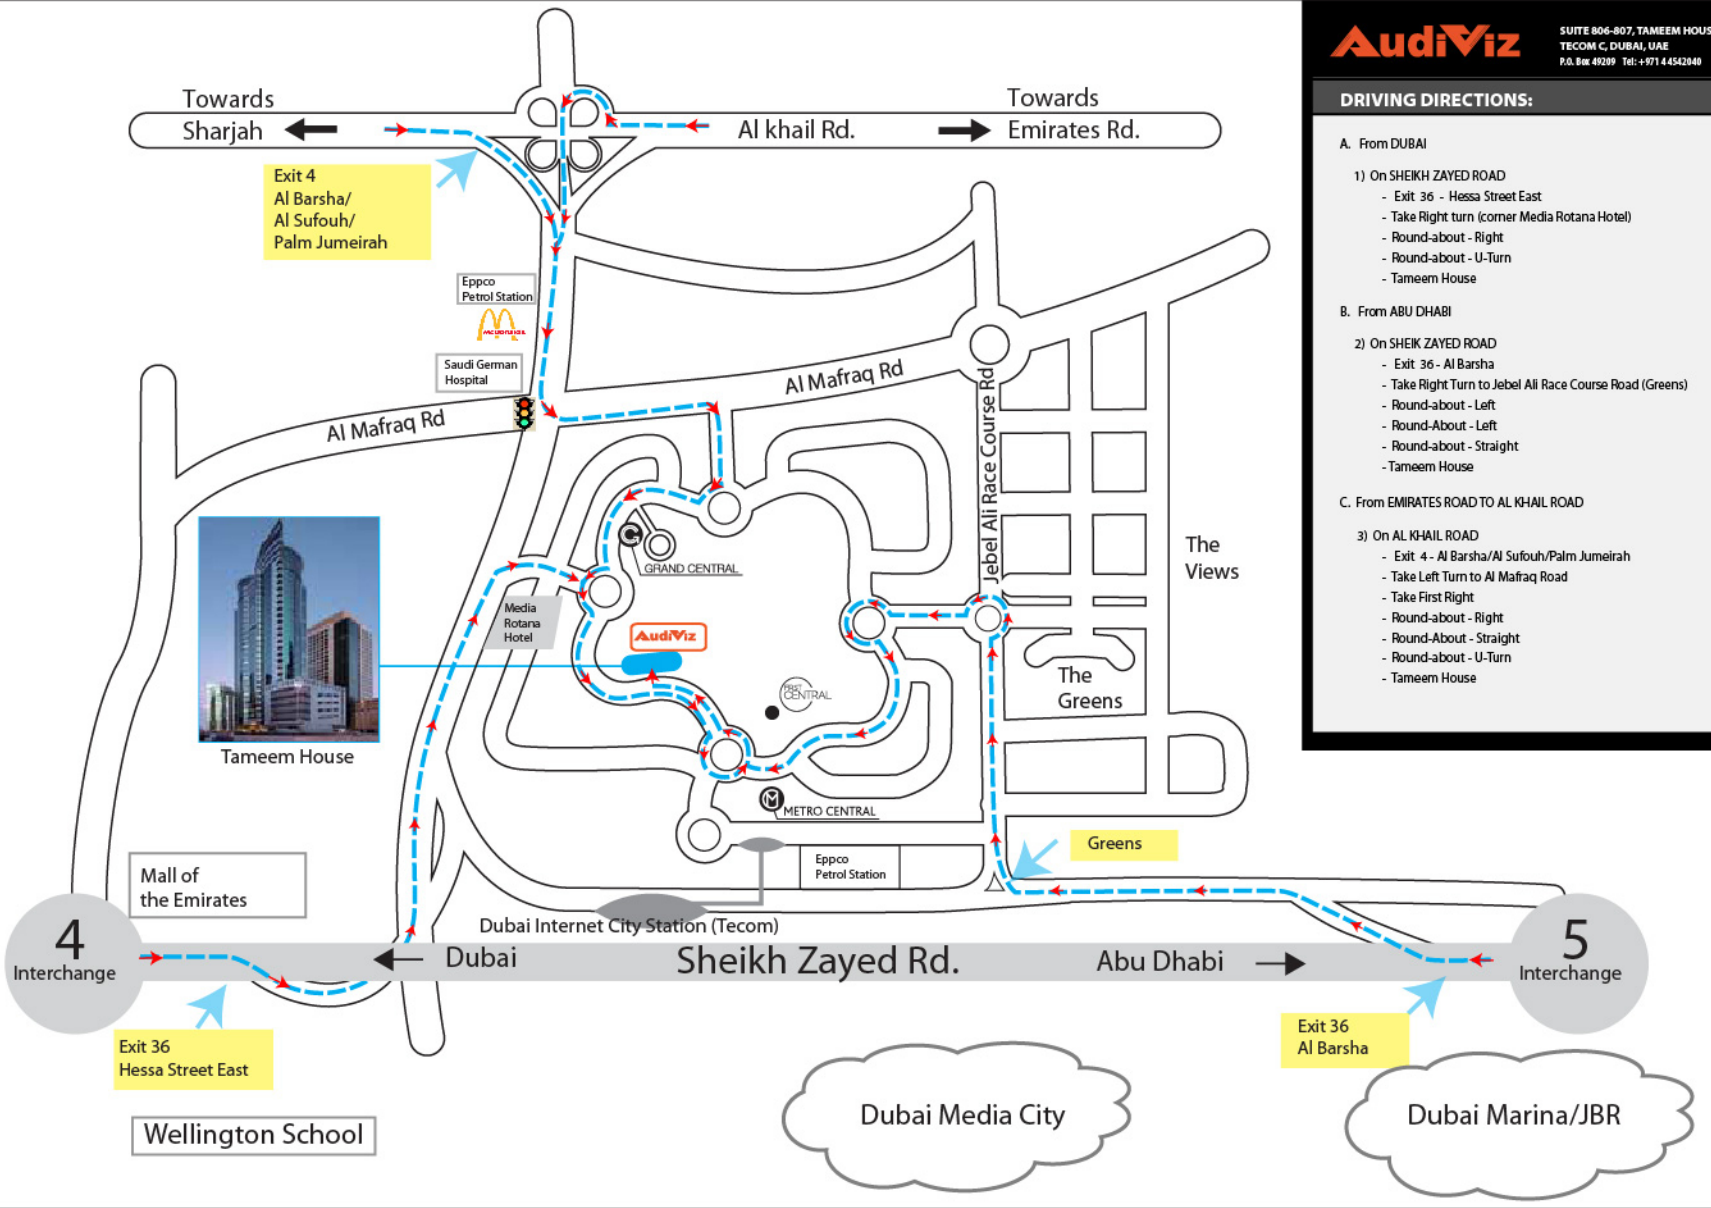 Towards
Sharjah
Al khail Rd.
Towards
Emirates Rd.
Exit 4
Al Barsha/
Al Sufouh/
Palm Jumeirah
Eppco
Petrol Station
McDonald's
Saudi German
Hospital
Al Mafraq Rd
Al Mafraq Rd
Jebel Ali Race Course Rd
GRAND CENTRAL
Media
Rotana
Hotel
AudiViz
FIRST
CENTRAL
The
Views
The
Greens
Tameem House
METRO CENTRAL
Eppco
Petrol Station
Greens
Mall of
the Emirates
Dubai Internet City Station (Tecom)
4
Interchange
Dubai
Sheikh Zayed Rd.
Abu Dhabi
5
Interchange
Exit 36
Hessa Street East
Exit 36
Al Barsha
Wellington School
Dubai Media City
Dubai Marina/JBR
AudiViz
SUITE 806-807, TAMEEM HOUS
TECOM C, DUBAI, UAE
P.O. Box 49209 Tel: +971 4 4542040
DRIVING DIRECTIONS:
A. From DUBAI
1) On SHEIKH ZAYED ROAD
- Exit 36 - Hessa Street East
- Take Right turn (corner Media Rotana Hotel)
- Round-about - Right
- Round-about - U-Turn
- Tameem House
B. From ABU DHABI
2) On SHEIK ZAYED ROAD
- Exit 36 - Al Barsha
- Take Right Turn to Jebel Ali Race Course Road (Greens)
- Round-about - Left
- Round-About - Left
- Round-about - Straight
-Tameem House
C. From EMIRATES ROAD TO AL KHAIL ROAD
3) On AL KHAIL ROAD
- Exit 4 - Al Barsha/Al Sufouh/Palm Jumeirah
- Take Left Turn to Al Mafraq Road
- Take First Right
- Round-about - Right
- Round-About - Straight
- Round-about - U-Turn
- Tameem House